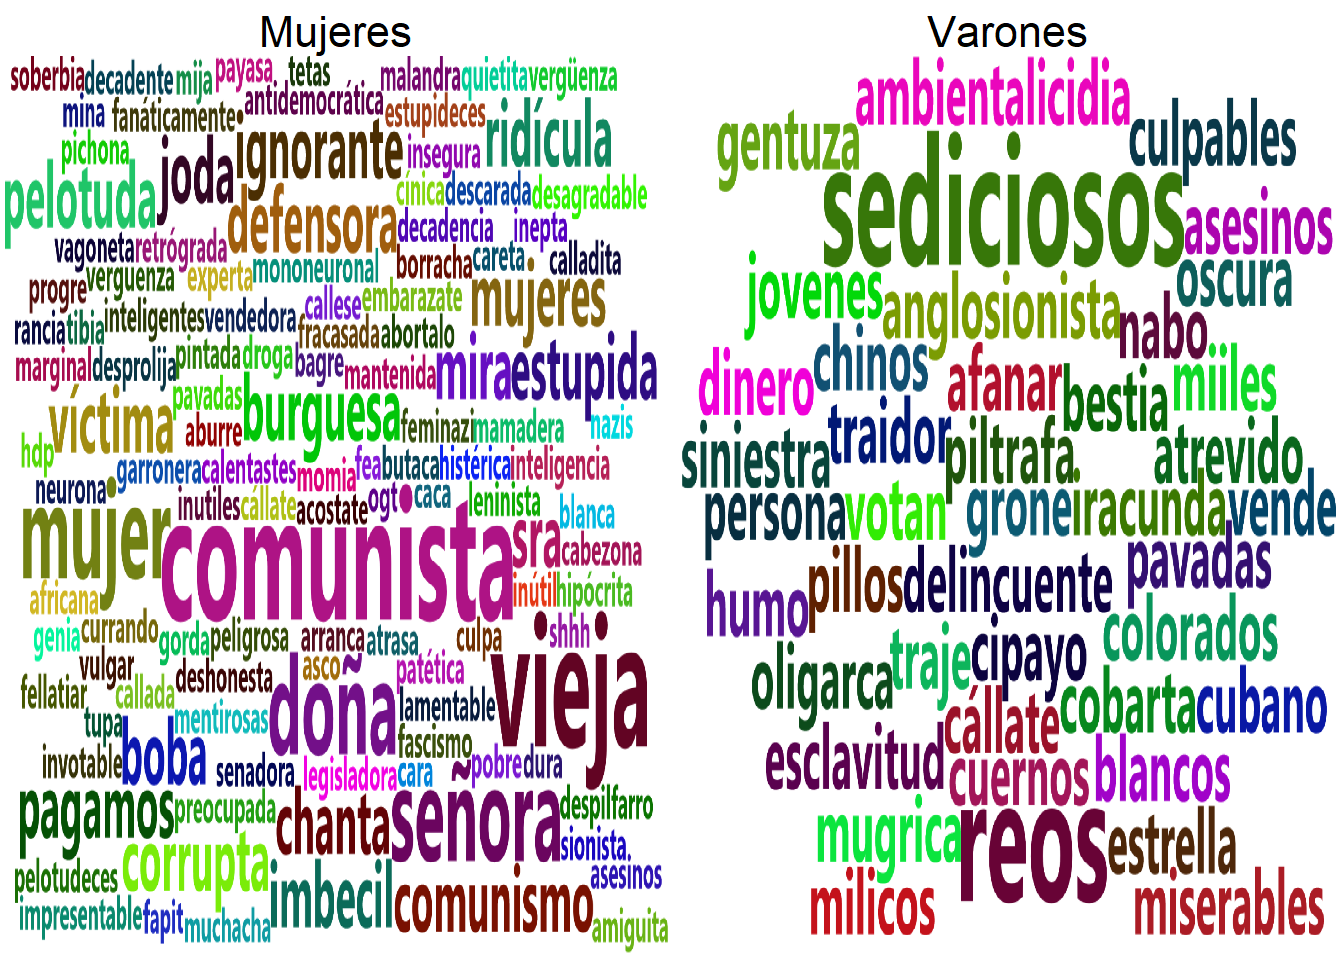 Mujeres
soberbia decadente mija payasa tetas malandra quietita vergüenza
mina fanáticamente antidemocrática estupideces
pichona joda ignorante insegura ridícula
pelotuda defensora cínica descarada desagradable
vagoneta retrógrada decadencia inepta
verguenza experta mononeuronal borracha careta calladita
progre callese embarazate mujeres
rancia tibia inteligentes vendedora fracasada abortalo
marginal desprolija pintada droga bagre mantenida mira estupida
víctima pavadas burguesa feminazi mamadera nazis
hdp aburre
garronera calentastes momia fea butaca histérica inteligencia
neurona inutiles cállate acostate ogt caca leninista blanca
mujer comunista sra cabezona
africana inútil hipócrita
genia currando gorda peligrosa arranca atrasa culpa shhh
vulgar deshonesta asco patética vieja
fellatiar callada doña lamentable
tupa mentirosas fascismo
invotable boba senadora legisladora cara pobre dura
pagamos preocupada chanta señora despilfarro
corrupta sionista.
pelotudeces imbecil comunismo asesinos
impresentable fapit muchacha amiguita
Varones
ambientalicidia
gentuza sediciosos culpables
asesinos
jovenes anglosionista oscura
nabo
dinero chinos afanar bestia miiles
siniestra traidor piltrafa atrevido
persona votan grone iracunda vende
humo pillos delincuente pavadas
oligarca traje cipayo colorados
cállate cobarta cubano
esclavitud cuernos blancos
mugrica reos estrella
milicos miserables